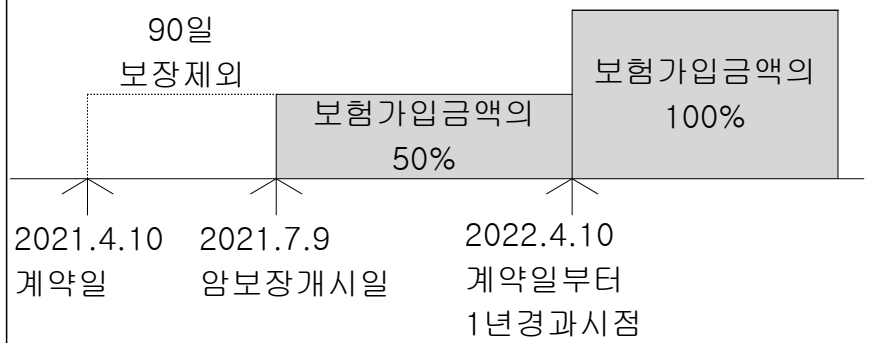 90일
보장제외
보험가입금액의
50%
보험가입금액의
100%
2021.4.10
계약일
2021.7.9
암보장개시일
2022.4.10
계약일부터
1년경과시점